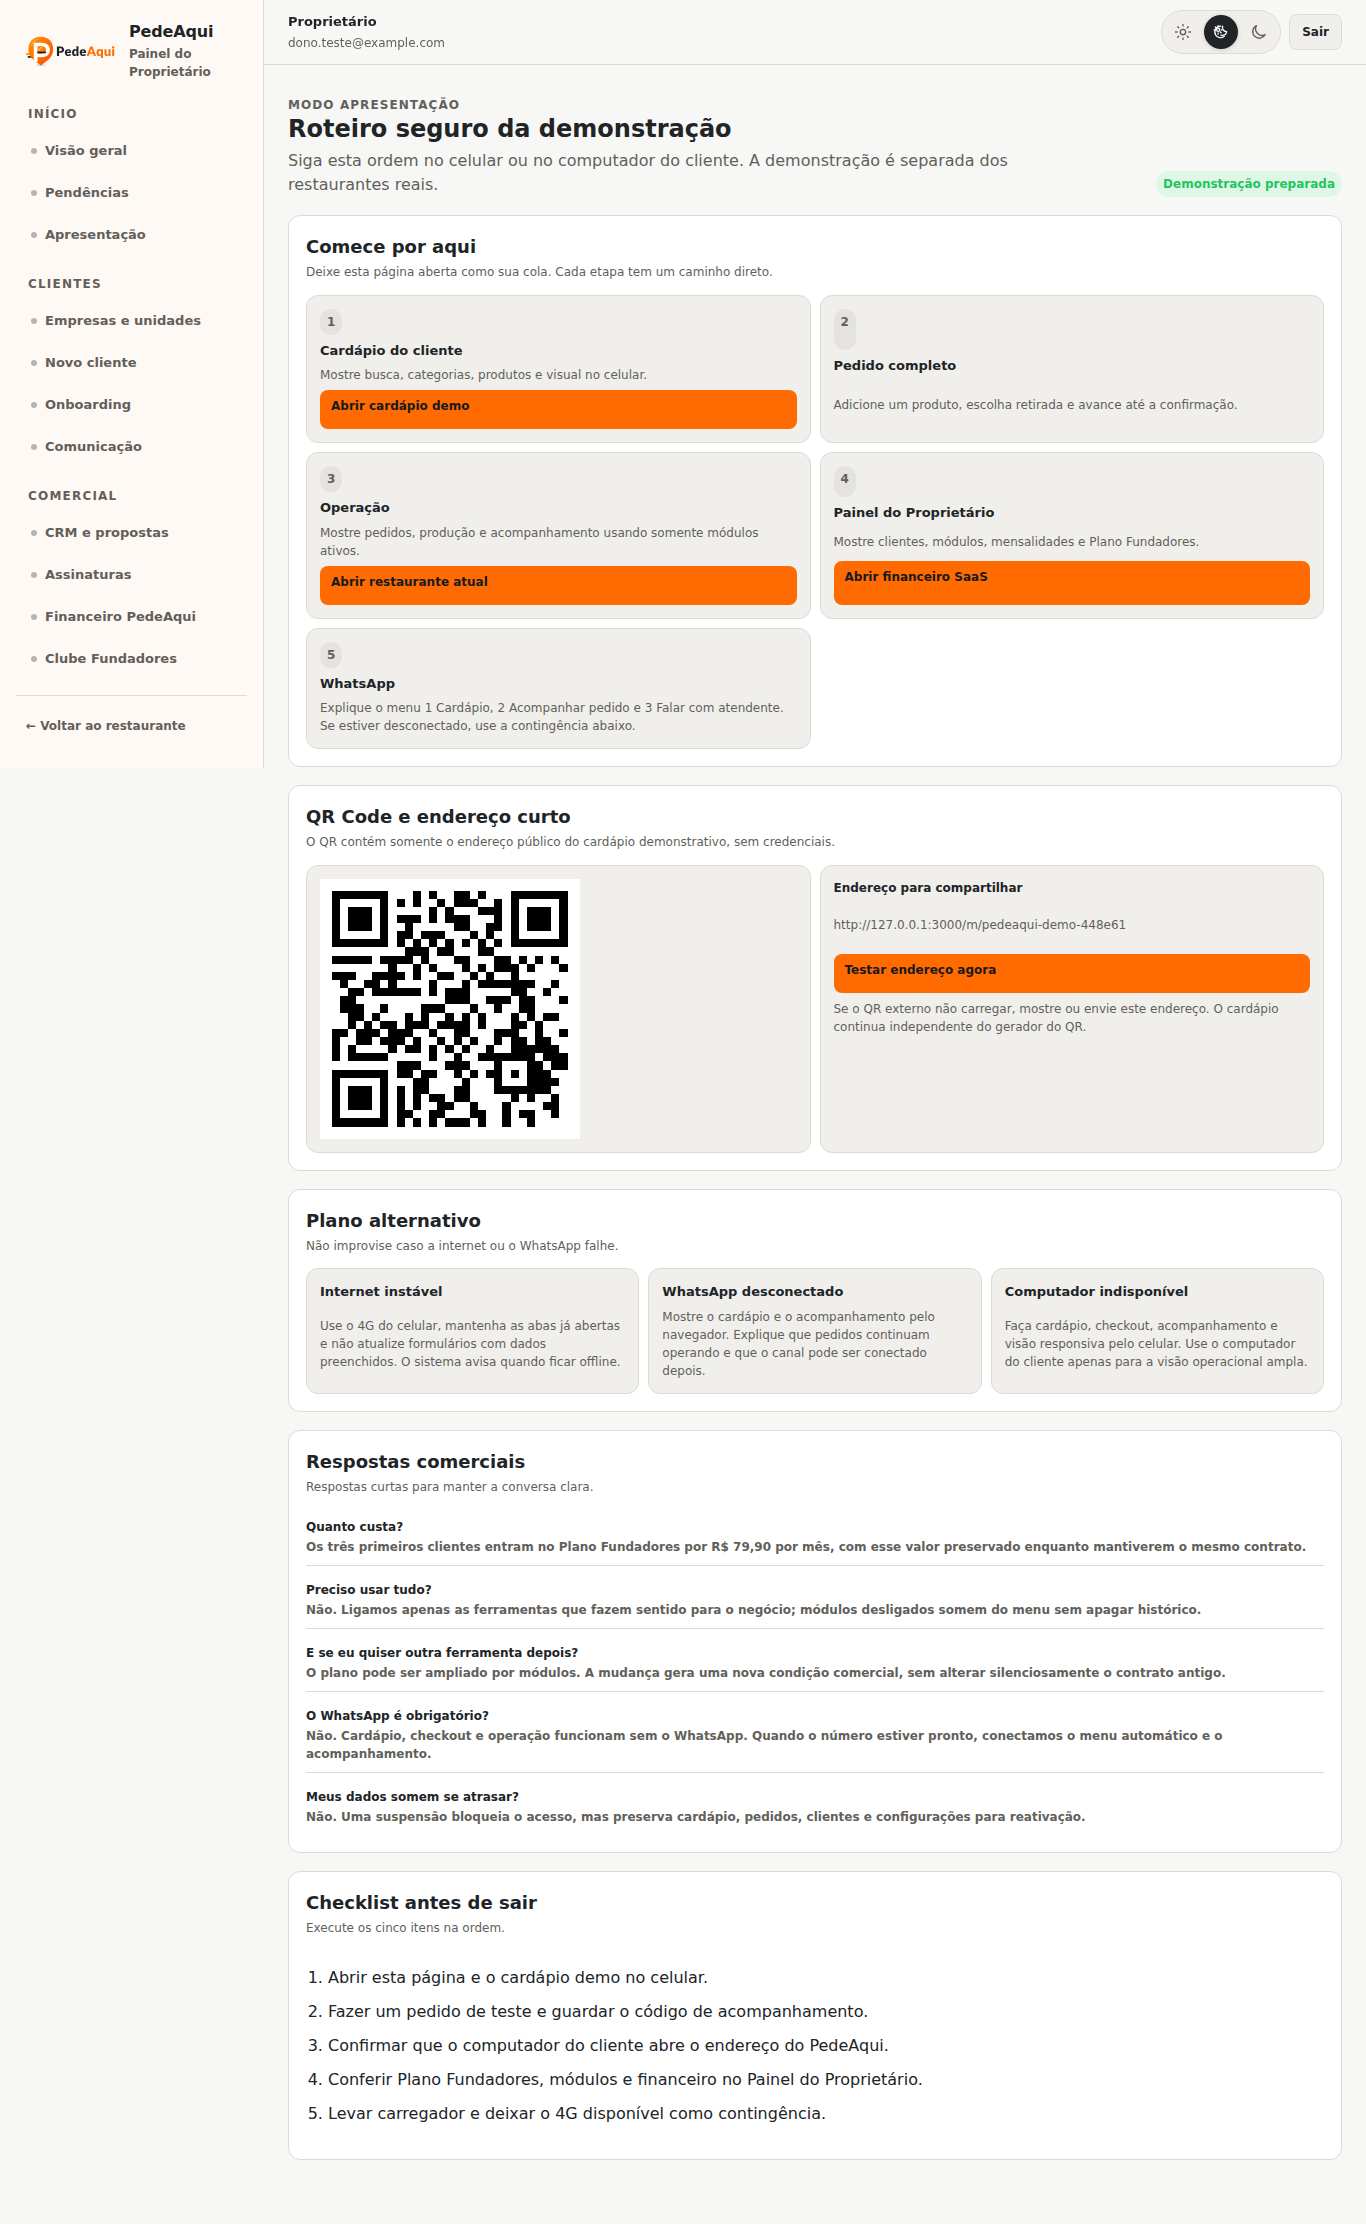 PedeAqui
PedeAqui
Painel do
Proprietário
INÍCIO
Visão geral
Pendências
Apresentação
CLIENTES
Empresas e unidades
Novo cliente
Onboarding
Comunicação
COMERCIAL
CRM e propostas
Assinaturas
Financeiro PedeAqui
Clube Fundadores
← Voltar ao restaurante
Proprietário
dono.teste@example.com
Sair
MODO APRESENTAÇÃO
Roteiro seguro da demonstração
Siga esta ordem no celular ou no computador do cliente. A demonstração é separada dos
restaurantes reais.
Demonstração preparada
Comece por aqui
Deixe esta página aberta como sua cola. Cada etapa tem um caminho direto.
1
Cardápio do cliente
Mostre busca, categorias, produtos e visual no celular.
Abrir cardápio demo
2
Pedido completo
Adicione um produto, escolha retirada e avance até a confirmação.
3
Operação
Mostre pedidos, produção e acompanhamento usando somente módulos
ativos.
Abrir restaurante atual
4
Painel do Proprietário
Mostre clientes, módulos, mensalidades e Plano Fundadores.
Abrir financeiro SaaS
5
WhatsApp
Explique o menu 1 Cardápio, 2 Acompanhar pedido e 3 Falar com atendente.
Se estiver desconectado, use a contingência abaixo.
QR Code e endereço curto
O QR contém somente o endereço público do cardápio demonstrativo, sem credenciais.
Endereço para compartilhar
http://127.0.0.1:3000/m/pedeaqui-demo-448e61
Testar endereço agora
Se o QR externo não carregar, mostre ou envie este endereço. O cardápio
continua independente do gerador do QR.
Plano alternativo
Não improvise caso a internet ou o WhatsApp falhe.
Internet instável
Use o 4G do celular, mantenha as abas já abertas
e não atualize formulários com dados
preenchidos. O sistema avisa quando ficar offline.
WhatsApp desconectado
Mostre o cardápio e o acompanhamento pelo
navegador. Explique que pedidos continuam
operando e que o canal pode ser conectado
depois.
Computador indisponível
Faça cardápio, checkout, acompanhamento e
visão responsiva pelo celular. Use o computador
do cliente apenas para a visão operacional ampla.
Respostas comerciais
Respostas curtas para manter a conversa clara.
Quanto custa?
Os três primeiros clientes entram no Plano Fundadores por R$ 79,90 por mês, com esse valor preservado enquanto mantiverem o mesmo contrato.
Preciso usar tudo?
Não. Ligamos apenas as ferramentas que fazem sentido para o negócio; módulos desligados somem do menu sem apagar histórico.
E se eu quiser outra ferramenta depois?
O plano pode ser ampliado por módulos. A mudança gera uma nova condição comercial, sem alterar silenciosamente o contrato antigo.
O WhatsApp é obrigatório?
Não. Cardápio, checkout e operação funcionam sem o WhatsApp. Quando o número estiver pronto, conectamos o menu automático e o
acompanhamento.
Meus dados somem se atrasar?
Não. Uma suspensão bloqueia o acesso, mas preserva cardápio, pedidos, clientes e configurações para reativação.
Checklist antes de sair
Execute os cinco itens na ordem.
1. Abrir esta página e o cardápio demo no celular.
2. Fazer um pedido de teste e guardar o código de acompanhamento.
3. Confirmar que o computador do cliente abre o endereço do PedeAqui.
4. Conferir Plano Fundadores, módulos e financeiro no Painel do Proprietário.
5. Levar carregador e deixar o 4G disponível como contingência.